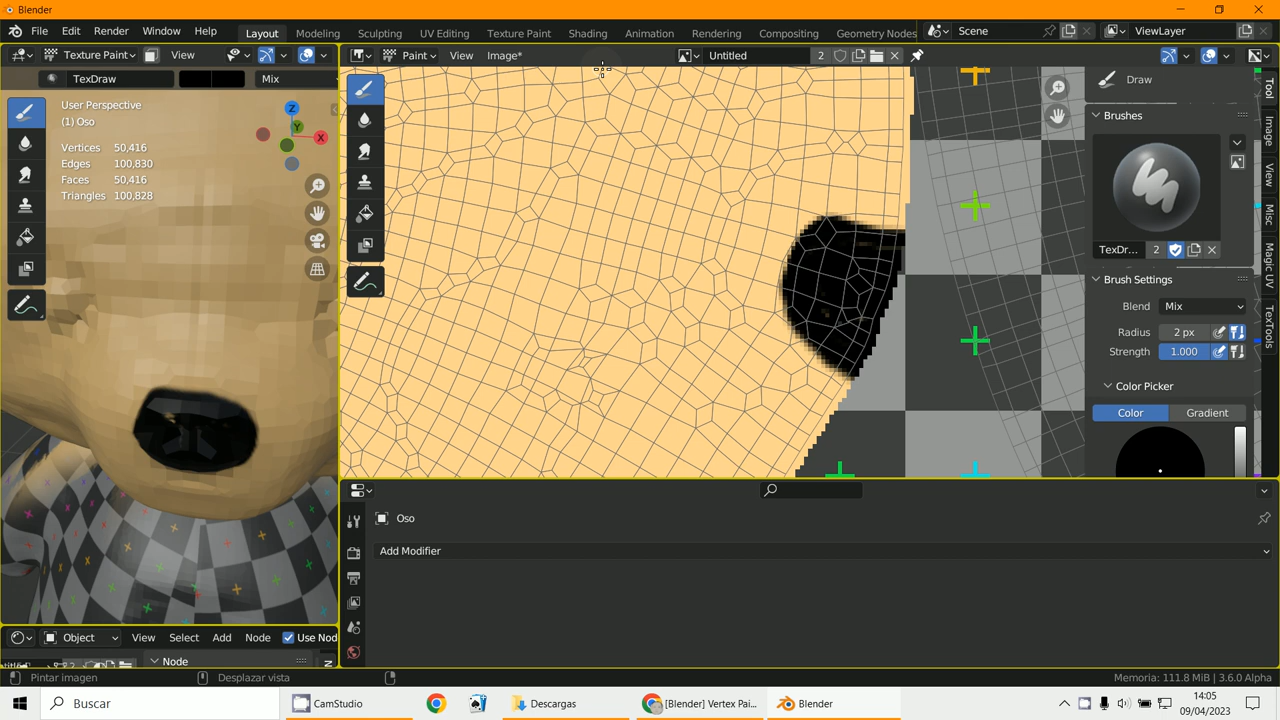 Blender
File Edit Render Window Help Layout Modeling Sculpting UV Editing Texture Paint Shading Animation Rendering Compositing Geometry Nodes Scene ViewLayer
Texture Paint View Paint View Image* Untitled 2
TexDraw Mix Draw
User Perspective
(1) Oso
Vertices 50,416
Edges 100,830
Faces 50,416
Triangles 100,828
X
Y
Z
Brushes
TexDr... 2
Brush Settings
Blend Mix
Radius 2 px
Strength 1.000
Color Picker
Color Gradient
Tool
Image
View
Misc
Magic UV
TexTools
Oso
Add Modifier
Object View Select Add Node Use Nod
Node
Pintar imagen Desplazar vista Memoria: 111.8 MiB | 3.6.0 Alpha
Buscar CamStudio Descargas [Blender] Vertex Pai... Blender 14:05
09/04/2023